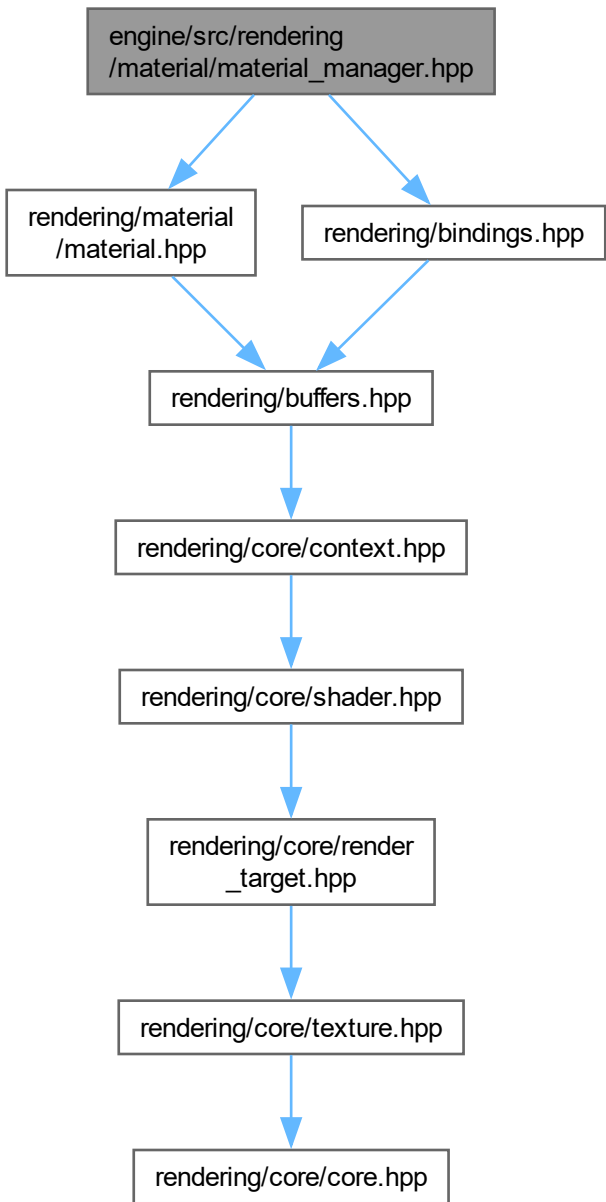 engine/src/rendering
/material/material_manager.hpp
rendering/material
/material.hpp
rendering/bindings.hpp
rendering/buffers.hpp
rendering/core/context.hpp
rendering/core/shader.hpp
rendering/core/render
_target.hpp
rendering/core/texture.hpp
rendering/core/core.hpp